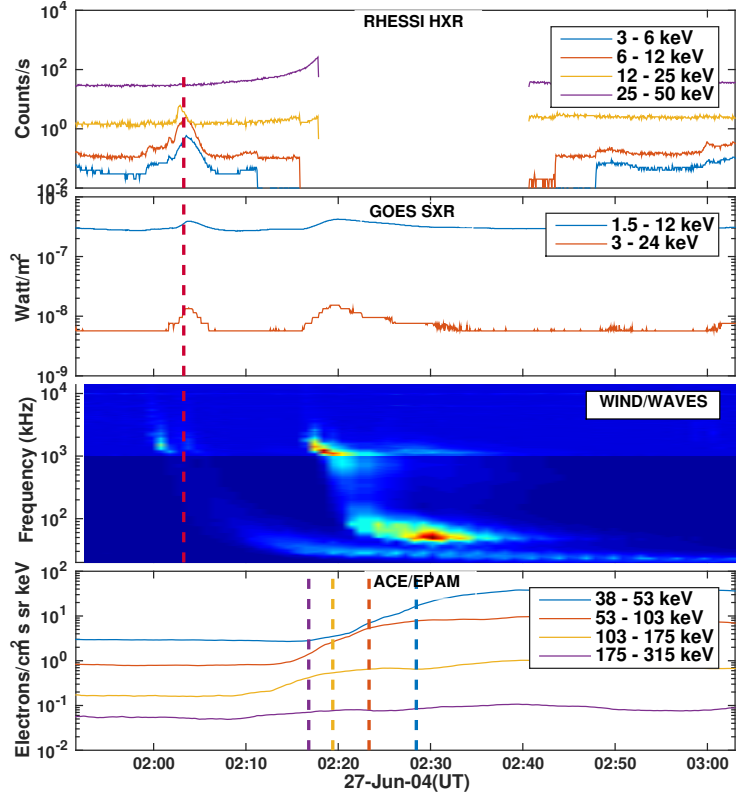 RHESSI HXR
3 - 6 keV
6 - 12 keV
12 - 25 keV
25 - 50 keV
Counts/s
10^4
10^2
10^0
10^-2
GOES SXR
1.5 - 12 keV
3 - 24 keV
Watt/m^2
10^-6
10^-7
10^-8
10^-9
WIND/WAVES
Frequency (kHz)
10^4
10^3
10^2
ACE/EPAM
38 - 53 keV
53 - 103 keV
103 - 175 keV
175 - 315 keV
Electrons/cm^2 s sr keV
10^2
10^1
10^0
10^-1
10^-2
02:00 02:10 02:20 02:30 02:40 02:50 03:00
27-Jun-04(UT)